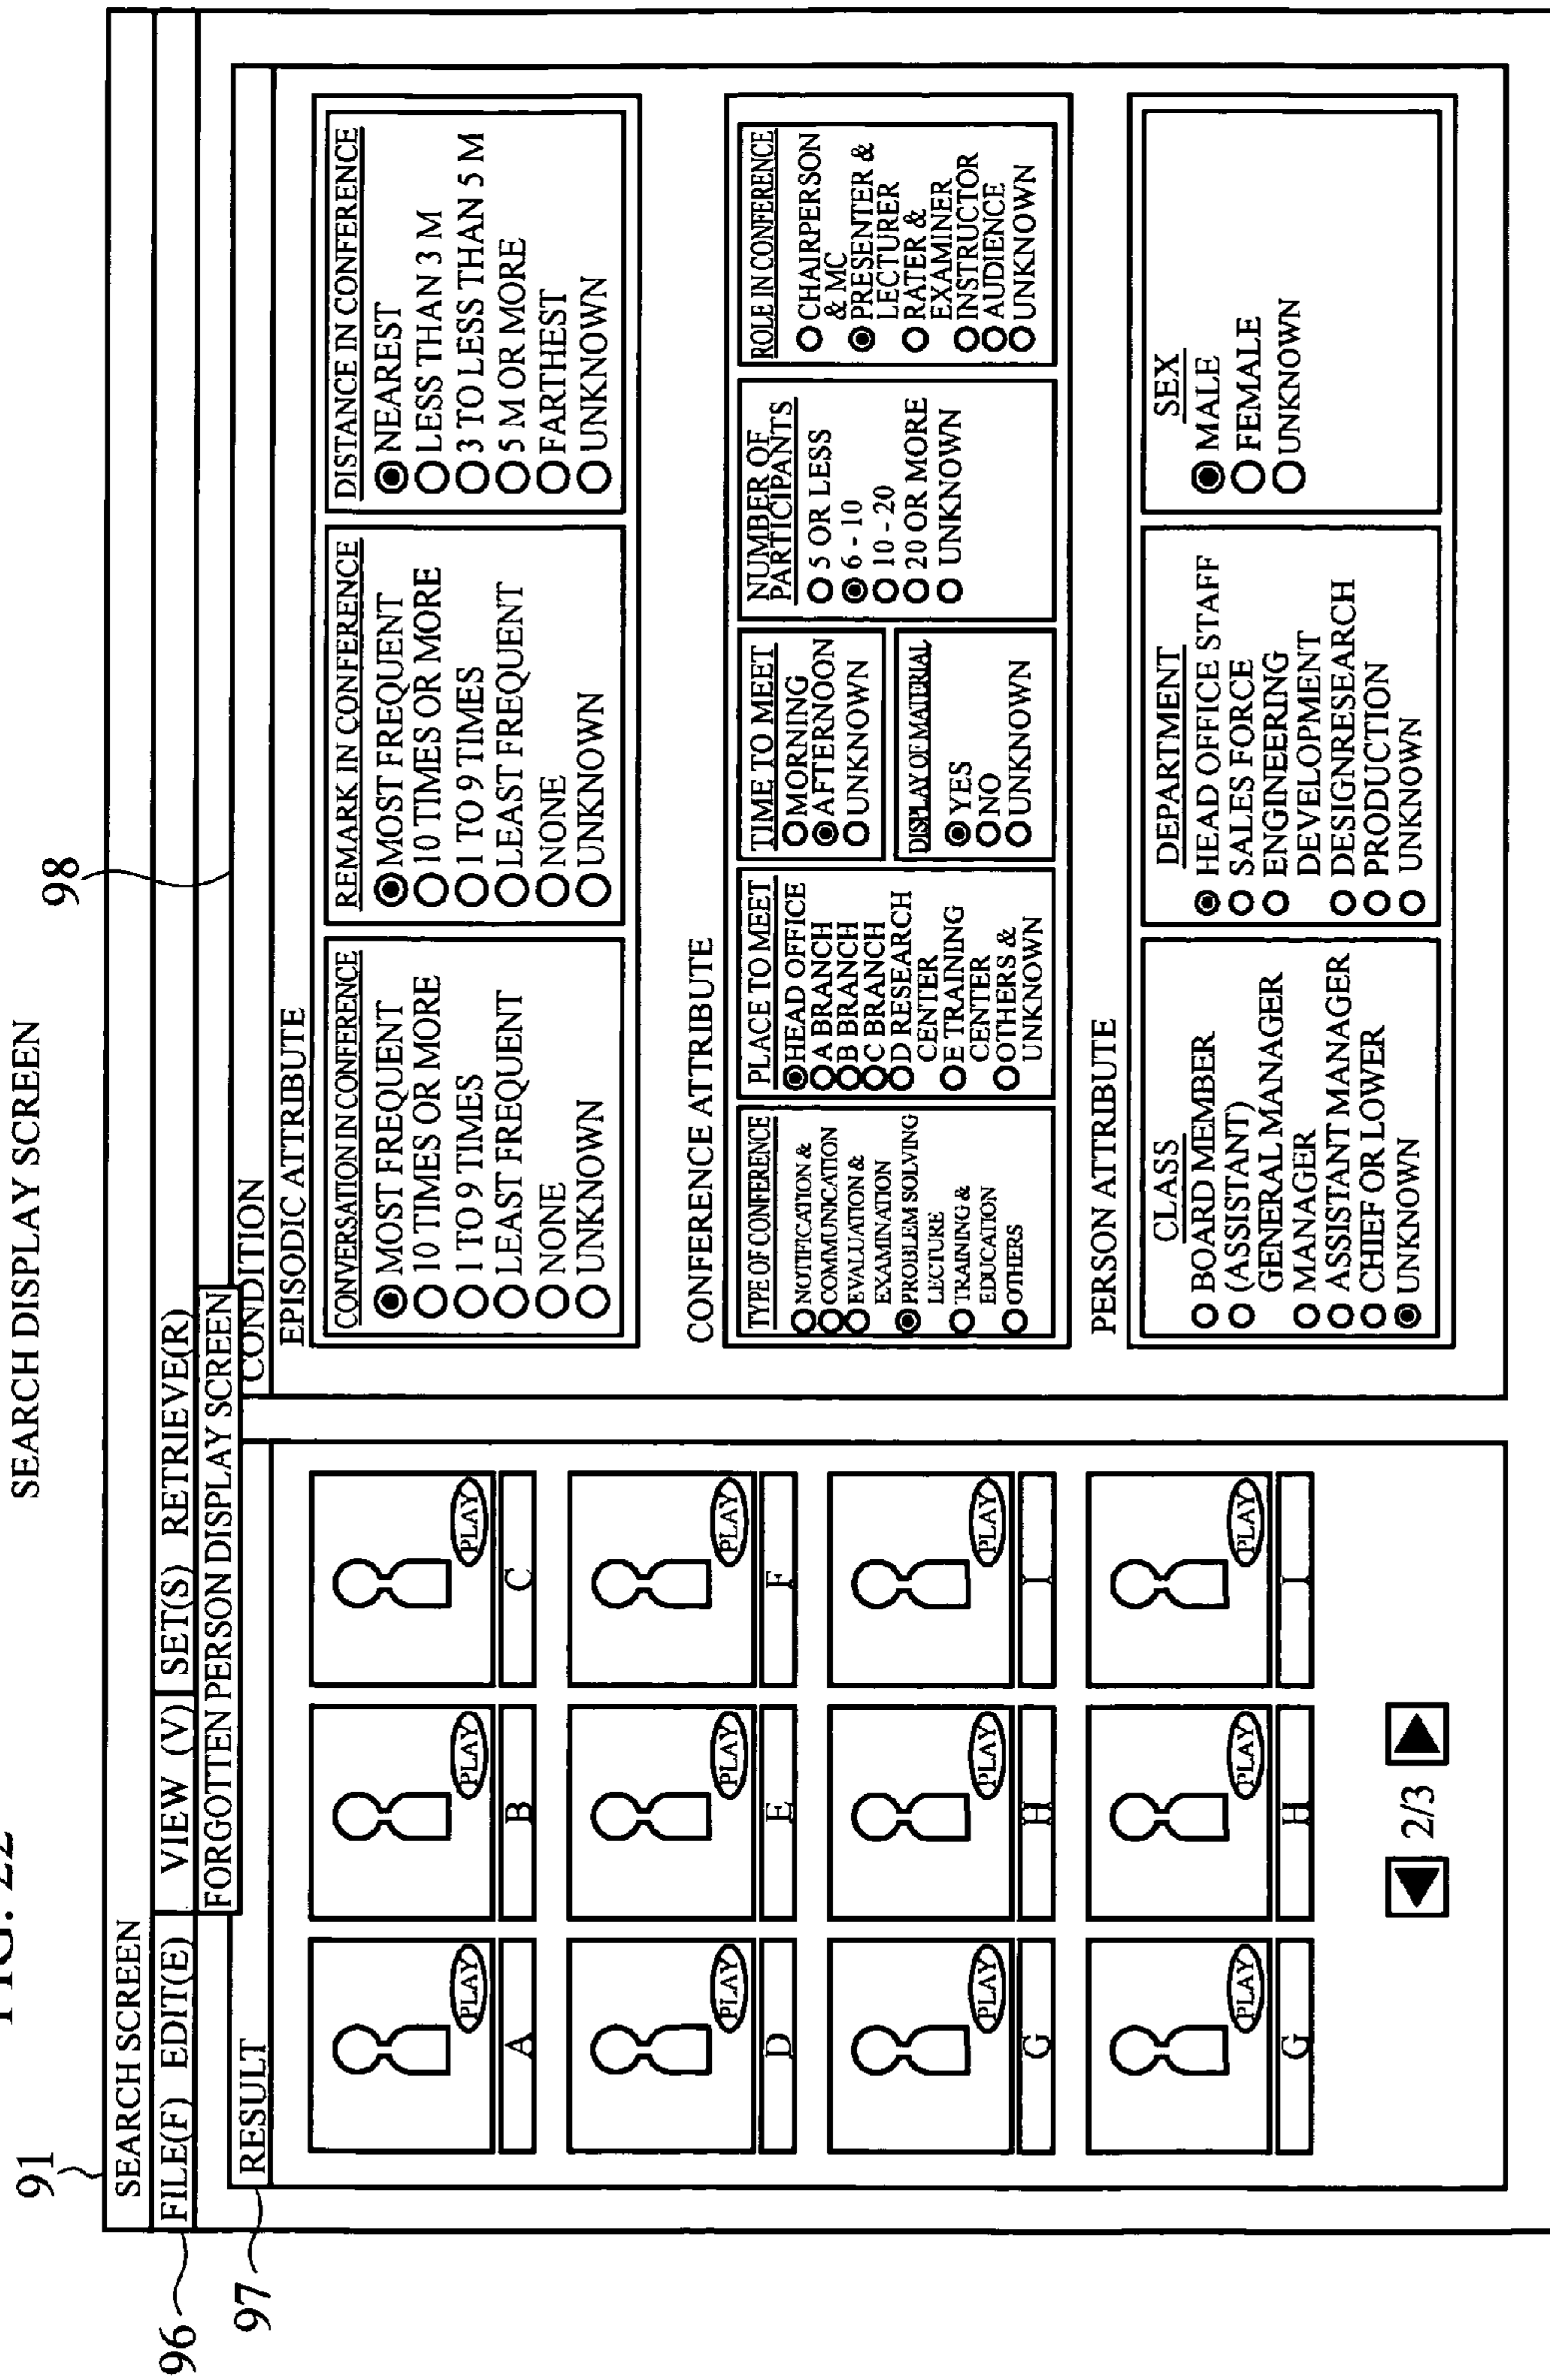 FIG. 22
SEARCH DISPLAY SCREEN
91
98
96
97
SEARCH SCREEN
FILE(F) EDIT(E) VIEW (V) SET(S) RETRIEVE(R)
FORGOTTEN PERSON DISPLAY SCREEN
RESULT
PLAY
PLAY
PLAY
A
B
C
PLAY
PLAY
PLAY
D
E
F
PLAY
PLAY
PLAY
G
H
I
PLAY
PLAY
PLAY
G
H
I
2/3
CONDITION
EPISODIC ATTRIBUTE
CONVERSATION IN CONFERENCE
MOST FREQUENT
10 TIMES OR MORE
1 TO 9 TIMES
LEAST FREQUENT
NONE
UNKNOWN
REMARK IN CONFERENCE
MOST FREQUENT
10 TIMES OR MORE
1 TO 9 TIMES
LEAST FREQUENT
NONE
UNKNOWN
DISTANCE IN CONFERENCE
NEAREST
LESS THAN 3 M
3 TO LESS THAN 5 M
5 M OR MORE
FARTHEST
UNKNOWN
CONFERENCE ATTRIBUTE
TYPE OF CONFERENCE
NOTIFICATION &
COMMUNICATION
EVALUATION &
EXAMINATION
PROBLEM SOLVING
LECTURE
TRAINING &
EDUCATION
OTHERS
PLACE TO MEET
HEAD OFFICE
A BRANCH
B BRANCH
C BRANCH
D RESEARCH
CENTER
E TRAINING
CENTER
OTHERS &
UNKNOWN
TIME TO MEET
MORNING
AFTERNOON
UNKNOWN
DISPLAY OF MATERIAL
YES
NO
UNKNOWN
NUMBER OF
PARTICIPANTS
5 OR LESS
6 - 10
10 - 20
20 OR MORE
UNKNOWN
ROLE IN CONFERENCE
CHAIRPERSON
& MC
PRESENTER &
LECTURER
RATER &
EXAMINER
INSTRUCTOR
AUDIENCE
UNKNOWN
PERSON ATTRIBUTE
CLASS
BOARD MEMBER
(ASSISTANT)
GENERAL MANAGER
MANAGER
ASSISTANT MANAGER
CHIEF OR LOWER
UNKNOWN
DEPARTMENT
HEAD OFFICE STAFF
SALES FORCE
ENGINEERING
DEVELOPMENT
DESIGNRESEARCH
PRODUCTION
UNKNOWN
SEX
MALE
FEMALE
UNKNOWN